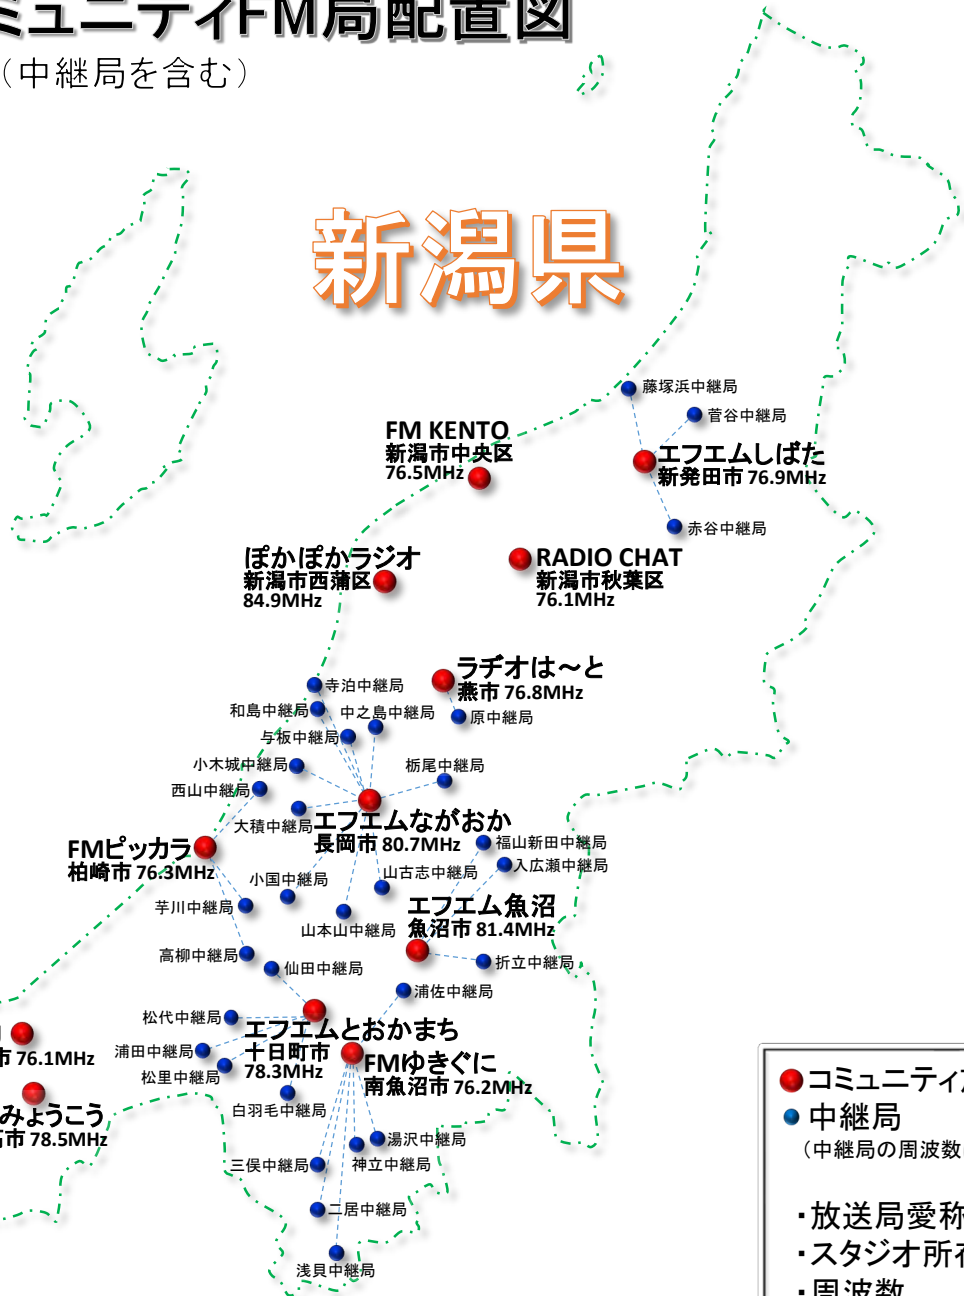 ミュニティFM局配置図
（中継局を含む）
新潟県
藤塚浜中継局
菅谷中継局
FM KENTO
新潟市中央区
76.5MHz
エフエムしばた
新発田市 76.9MHz
赤谷中継局
ぽかぽかラジオ
新潟市西蒲区
84.9MHz
RADIO CHAT
新潟市秋葉区
76.1MHz
ラヂオは～と
燕市 76.8MHz
原中継局
寺泊中継局
和島中継局
中之島中継局
与板中継局
小木城中継局
栃尾中継局
西山中継局
大積中継局
エフエムながおか
長岡市 80.7MHz
FMピッカラ
柏崎市 76.3MHz
福山新田中継局
入広瀬中継局
小国中継局
山古志中継局
芋川中継局
山本山中継局
エフエム魚沼
魚沼市 81.4MHz
高柳中継局
仙田中継局
折立中継局
浦佐中継局
松代中継局
エフエムとおかまち
十日町市
78.3MHz
浦田中継局
松里中継局
白羽毛中継局
FMゆきぐに
南魚沼市 76.2MHz
市 76.1MHz
みょうこう
市 78.5MHz
湯沢中継局
神立中継局
三俣中継局
二居中継局
浅貝中継局
コミュニティ
中継局
（中継局の周波数
・放送局愛称
・スタジオ所在
・周波数